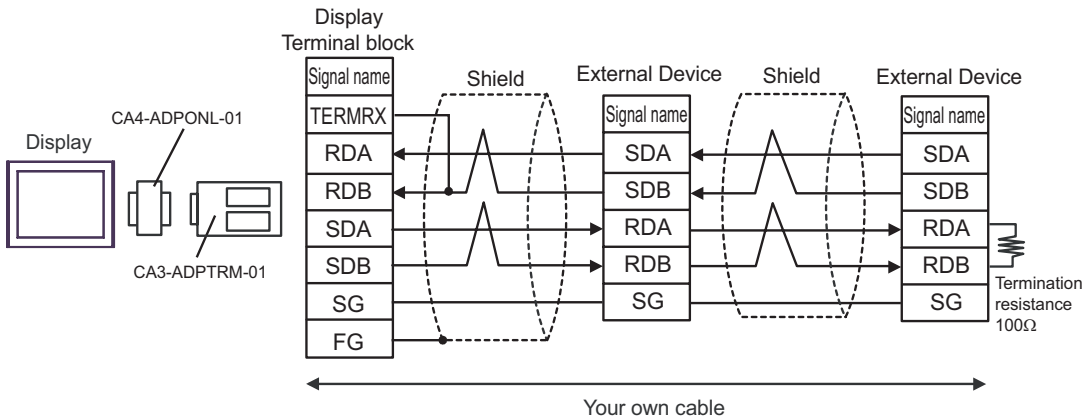 Display
Terminal block
Signal name
TERMRX
RDA
RDB
SDA
SDB
SG
FG
Shield
External Device
Signal name
SDA
SDB
RDA
RDB
SG
Shield
External Device
Signal name
SDA
SDB
RDA
RDB
SG
Termination
resistance
100Ω
Display
CA4-ADPONL-01
CA3-ADPTRM-01
Your own cable